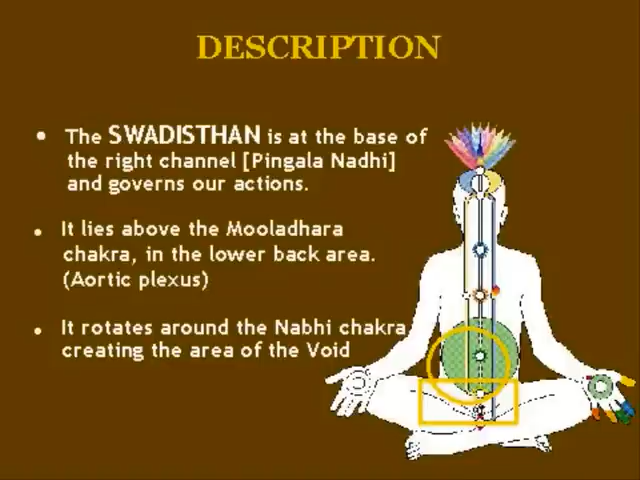 DESCRIPTION
• The SWADISTHAN is at the base of
the right channel [Pingala Nadhi]
and governs our actions.
• It lies above the Mooladhara
chakra, in the lower back area.
(Aortic plexus)
• It rotates around the Nabhi chakra
creating the area of the Void